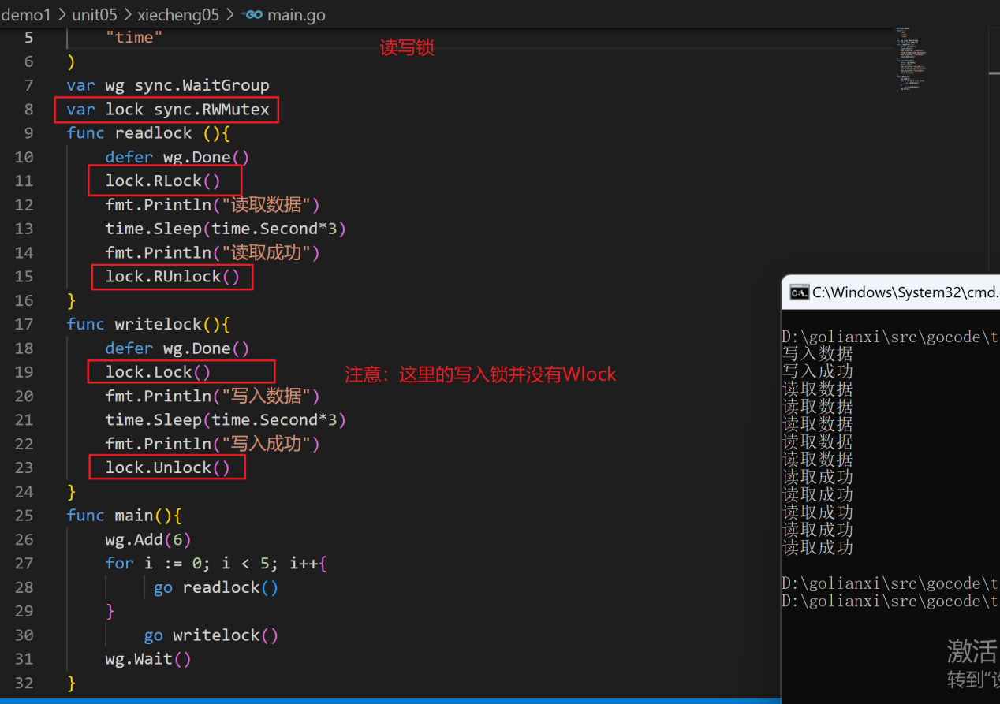 demo1 > unit05 > xiecheng05 > GO main.go
5 "time"
读写锁
6 )
7 var wg sync.WaitGroup
8 var lock sync.RWMutex
9 func readlock (){
10 defer wg.Done()
11 lock.RLock()
12 fmt.Println("读取数据")
13 time.Sleep(time.Second*3)
14 fmt.Println("读取成功")
15 lock.RUnlock()
16 }
17 func writelock(){
18 defer wg.Done()
19 lock.Lock()
注意：这里的写入锁并没有Wlock
20 fmt.Println("写入数据")
21 time.Sleep(time.Second*3)
22 fmt.Println("写入成功")
23 lock.Unlock()
24 }
25 func main(){
26 wg.Add(6)
27 for i := 0; i < 5; i++{
28 go readlock()
29 }
30 go writelock()
31 wg.Wait()
32 }
C:\Windows\System32\cmd.
D:\golianxi\src\gocode\t
写入数据
写入成功
读取数据
读取数据
读取数据
读取数据
读取数据
读取成功
读取成功
读取成功
读取成功
读取成功
D:\golianxi\src\gocode\t
D:\golianxi\src\gocode\t
激活
转到"设